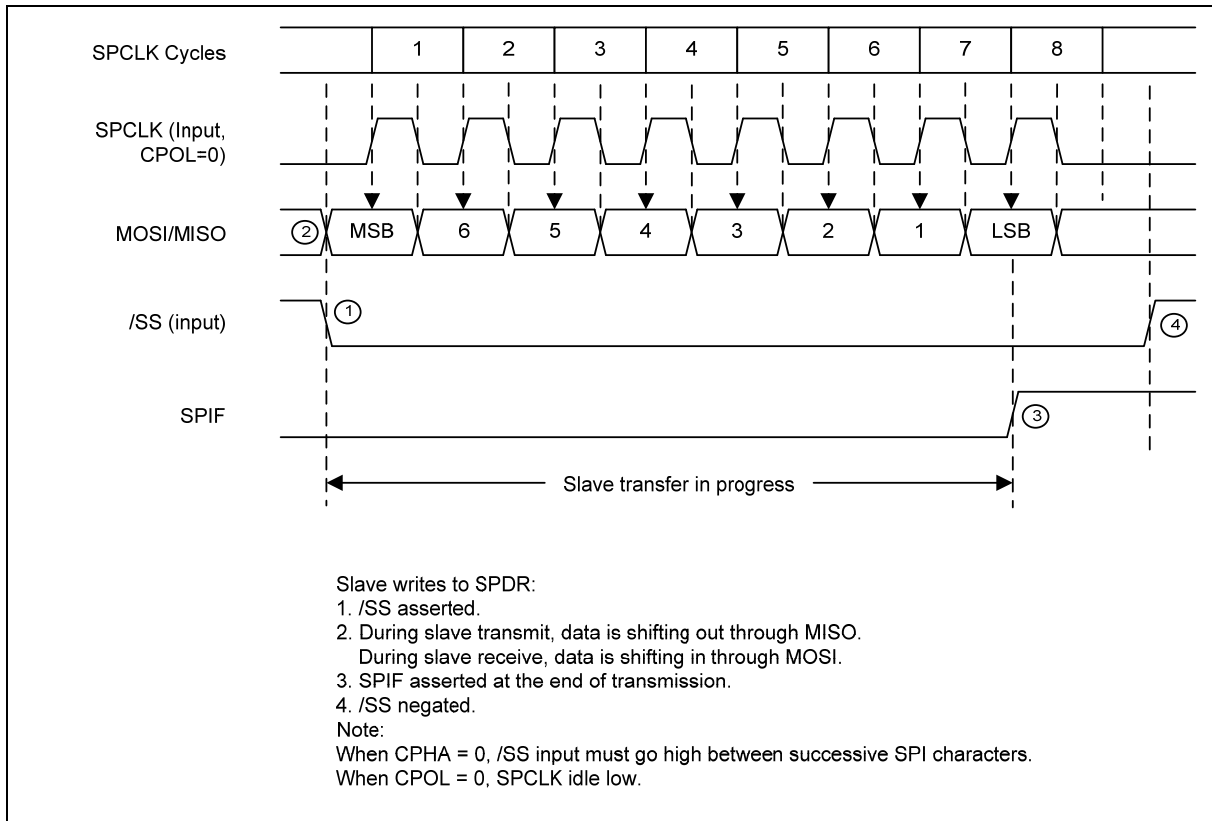 SPCLK Cycles
1 2 3 4 5 6 7 8
SPCLK (Input,
CPOL=0)
MOSI/MISO
2 MSB 6 5 4 3 2 1 LSB
/SS (input)
1
4
SPIF
3
Slave transfer in progress
Slave writes to SPDR:
1. /SS asserted.
2. During slave transmit, data is shifting out through MISO.
During slave receive, data is shifting in through MOSI.
3. SPIF asserted at the end of transmission.
4. /SS negated.
Note:
When CPHA = 0, /SS input must go high between successive SPI characters.
When CPOL = 0, SPCLK idle low.